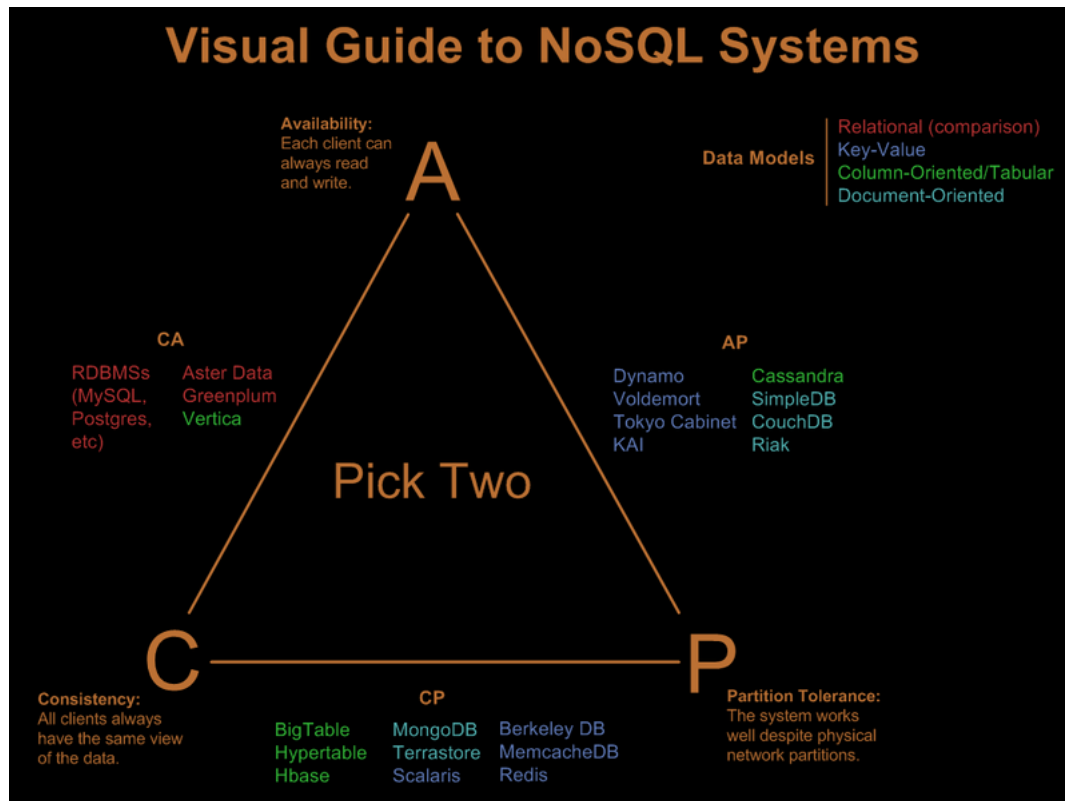 Visual Guide to NoSQL Systems
Availability:
Each client can
always read
and write.
A
Data Models
Relational (comparison)
Key-Value
Column-Oriented/Tabular
Document-Oriented
CA
RDBMSs
(MySQL,
Postgres,
etc)
Aster Data
Greenplum
Vertica
AP
Dynamo
Voldemort
Tokyo Cabinet
KAI
Cassandra
SimpleDB
CouchDB
Riak
Pick Two
C
P
Consistency:
All clients always
have the same view
of the data.
CP
BigTable
Hypertable
Hbase
MongoDB
Terrastore
Scalaris
Berkeley DB
MemcacheDB
Redis
Partition Tolerance:
The system works
well despite physical
network partitions.